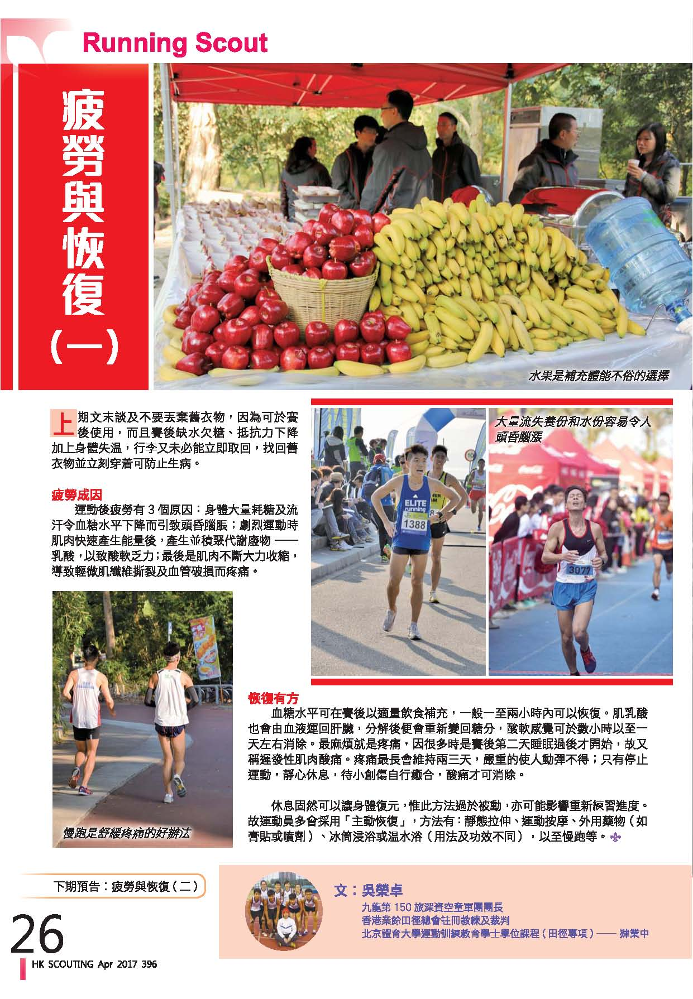 Running Scout
疲勞與恢復
(一)
水果是補充體能不俗的選擇
上期文末談及不要丟棄舊衣物，因為可於賽
後使用，而且賽後缺水欠糖、抵抗力下降
加上身體失温，行李又未必能立即取回，找回舊
衣物並立刻穿着可防止生病。
疲勞成因
運動後疲勞有 3 個原因：身體大量耗糖及流
汗令血糖水平下降而引致頭昏腦脹；劇烈運動時
肌肉快速產生能量後，產生並積聚代謝廢物 ——
乳酸，以致酸軟乏力；最後是肌肉不斷大力收縮，
導致輕微肌纖維撕裂及血管破損而疼痛。
大量流失養份和水份容易令人
頭昏腦漲
ELITE
running
1388
3077
慢跑是舒緩疼痛的好辦法
恢復有方
血糖水平可在賽後以適量飲食補充，一般一至兩小時內可以恢復。肌乳酸
也會由血液運回肝臟，分解後便會重新變回糖分，酸軟感覺可於數小時以至一
天左右消除。最麻煩就是疼痛，因很多時是賽後第二天睡眠過後才開始，故又
稱遲發性肌肉酸痛。疼痛最長會維持兩三天，嚴重的使人動彈不得；只有停止
運動，靜心休息，待小創傷自行癒合，酸痛才可消除。
休息固然可以讓身體復元，惟此方法過於被動，亦可能影響重新練習進度。
故運動員多會採用「主動恢復」，方法有：靜態拉伸、運動按摩、外用藥物（如
膏貼或噴劑）、冰筒浸浴或温水浴（用法及功效不同），以至慢跑等。
下期預告：疲勞與恢復（二）
文：吳榮卓
九龍第 150 旅深資空童軍團團長
香港業餘田徑總會註冊教練及裁判
北京體育大學運動訓練教育學士學位課程（田徑專項）—— 肄業中
26
HK SCOUTING Apr 2017 396